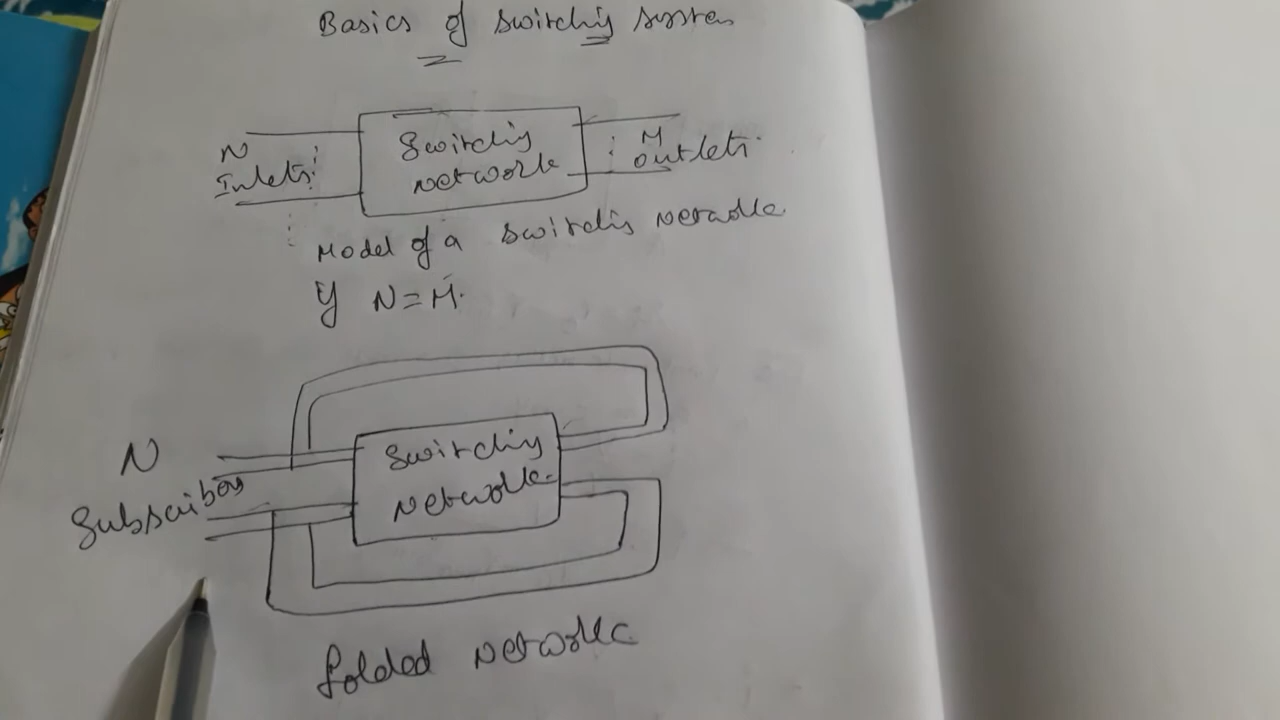 Basics of switching system
N
Inlets
Switching
network
M
outlets
Model of a switching network
if N=M.
N
Subscribers
Switching
Network
folded network